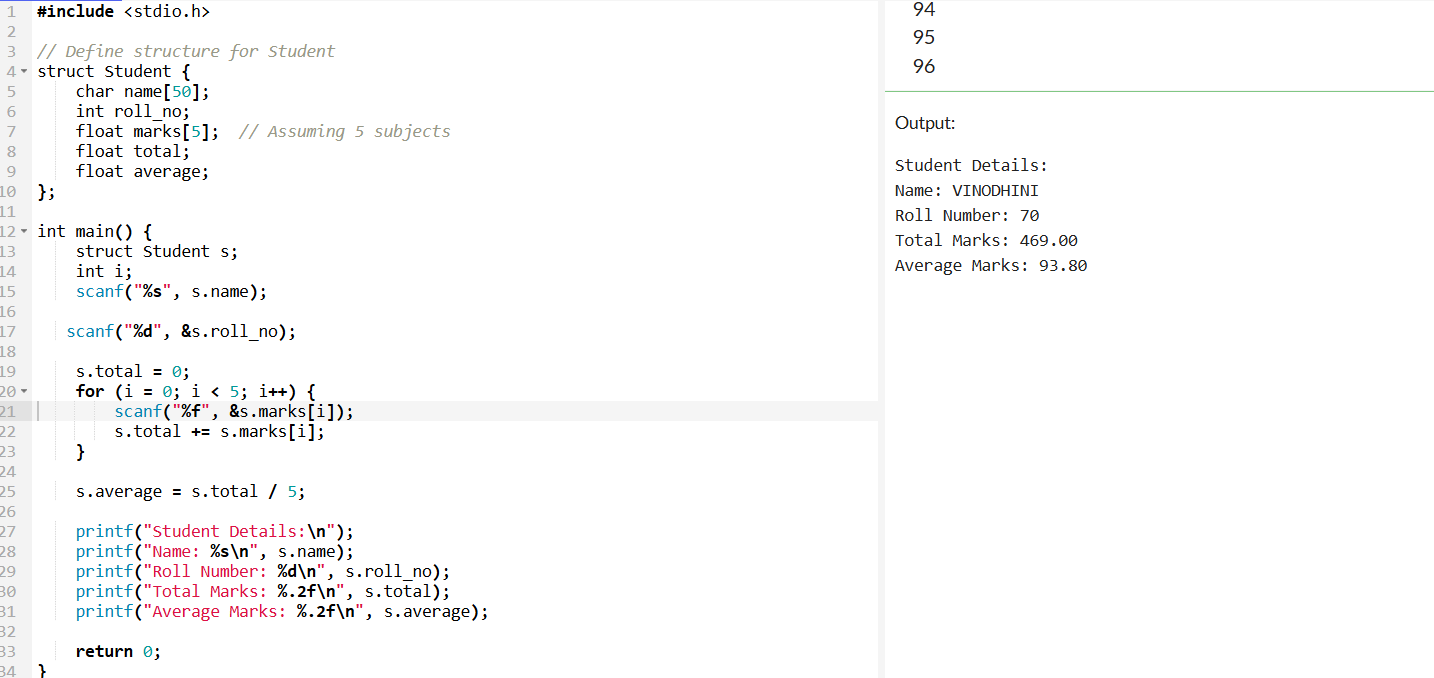 1 #include <stdio.h>
2
3 // Define structure for Student
4 struct Student {
5     char name[50];
6     int roll_no;
7     float marks[5];  // Assuming 5 subjects
8     float total;
9     float average;
10 };
11
12 int main() {
13     struct Student s;
14     int i;
15     scanf("%s", s.name);
16
17    scanf("%d", &s.roll_no);
18
19     s.total = 0;
20     for (i = 0; i < 5; i++) {
21         scanf("%f", &s.marks[i]);
22         s.total += s.marks[i];
23     }
24
25     s.average = s.total / 5;
26
27     printf("Student Details:\n");
28     printf("Name: %s\n", s.name);
29     printf("Roll Number: %d\n", s.roll_no);
30     printf("Total Marks: %.2f\n", s.total);
31     printf("Average Marks: %.2f\n", s.average);
32
33     return 0;
34 }
94
95
96
Output:
Student Details:
Name: VINODHINI
Roll Number: 70
Total Marks: 469.00
Average Marks: 93.80